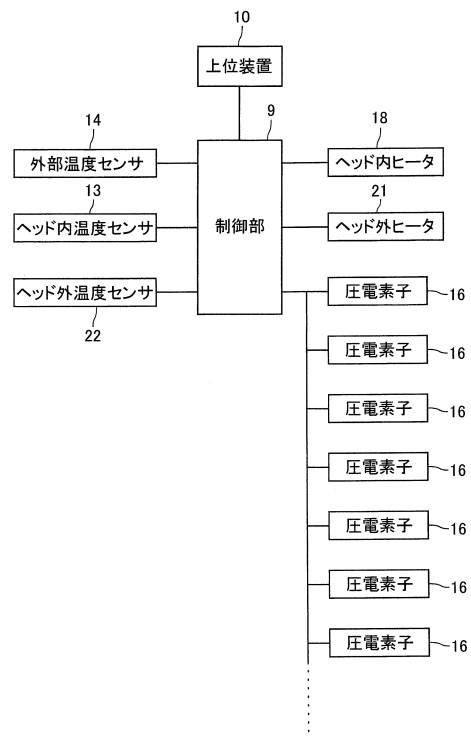 10
上位装置
9
制御部
14
外部温度センサ
13
ヘッド内温度センサ
ヘッド外温度センサ
22
18
ヘッド内ヒータ
21
ヘッド外ヒータ
圧電素子 16
圧電素子 16
圧電素子 16
圧電素子 16
圧電素子 16
圧電素子 16
圧電素子 16